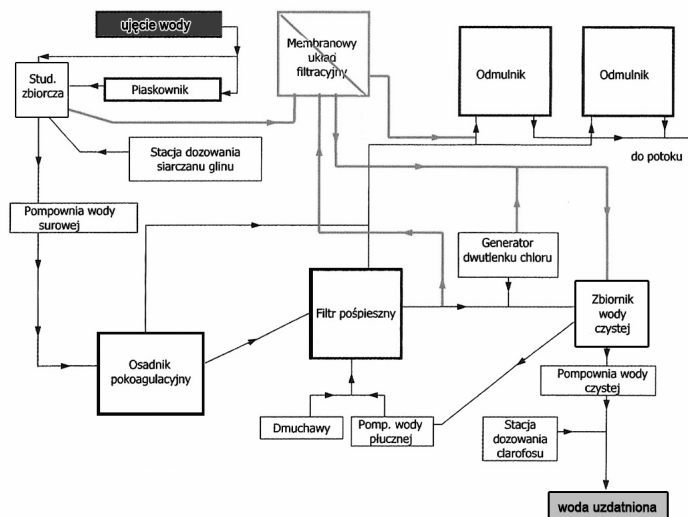 ujęcie wody
Stud.
zbiorcza
Piaskownik
Membranowy
układ
filtracyjny
Odmulnik
Odmulnik
Stacja dozowania
siarczanu glinu
do potoku
Pompownia wody
surowej
Generator
dwutlenku chloru
Osadnik
pokoagulacyjny
Filtr pośpieszny
Zbiornik
wody
czystej
Pompownia wody
czystej
Dmuchawy
Pomp. wody
płucznej
Stacja
dozowania
clarofosu
woda uzdatniona